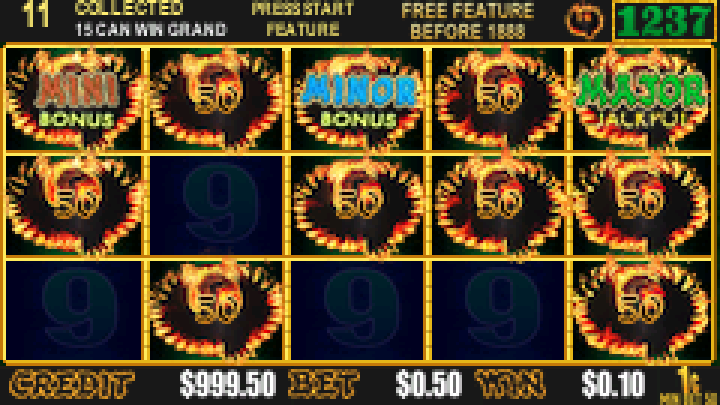 11 COLLECTED PRESS START FREE FEATURE 1237
15 CAN WIN GRAND FEATURE BEFORE 1888
MINI 50 MINOR 50 MAJOR
BONUS BONUS JACKPOT
50 9 50 50 50
9 50 9 9 50
CREDIT $999.50 BET $0.50 WIN $0.10 1¢